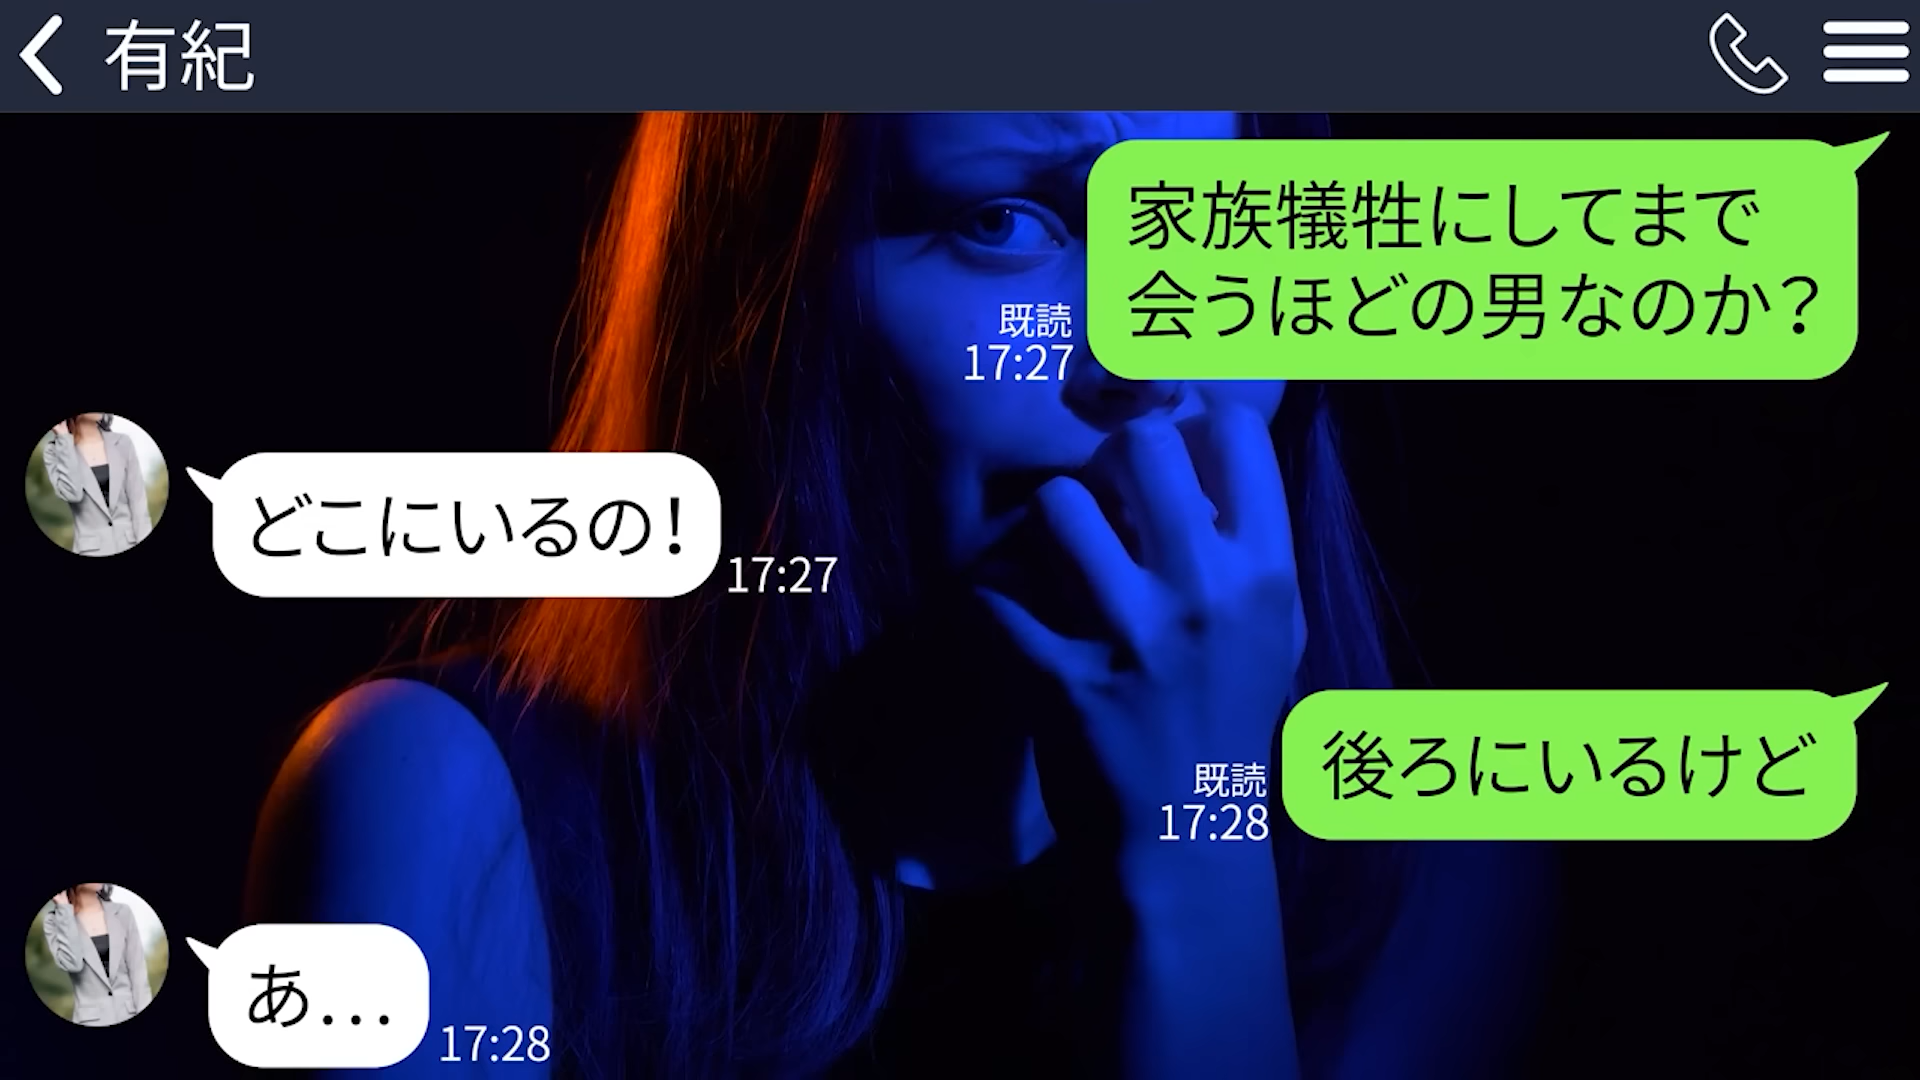 有紀
家族犠牲にしてまで
会うほどの男なのか？
既読
17:27
どこにいるの！
17:27
後ろにいるけど
既読
17:28
あ…
17:28